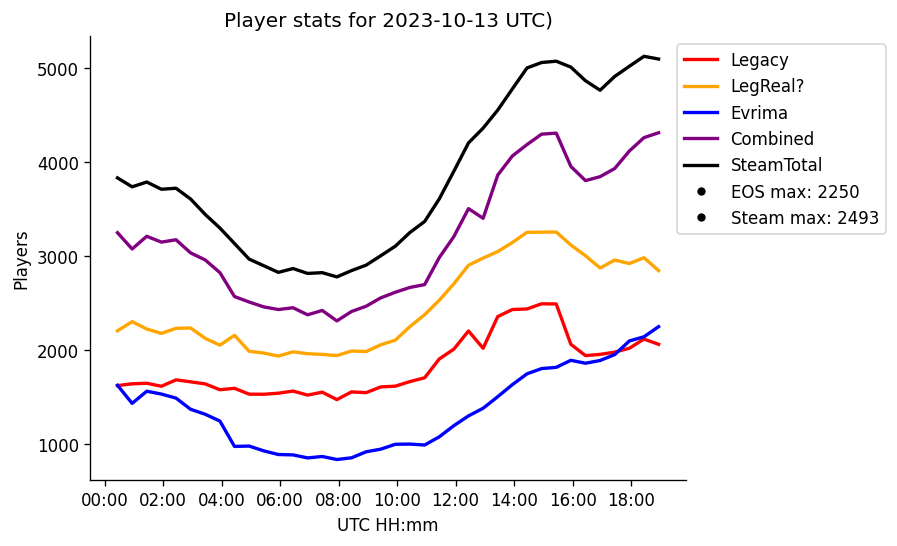 Player stats for 2023-10-13 UTC)
Legacy
LegReal?
Evrima
Combined
SteamTotal
EOS max: 2250
Steam max: 2493
5000
4000
3000
2000
1000
Players
00:00 02:00 04:00 06:00 08:00 10:00 12:00 14:00 16:00 18:00
UTC HH:mm